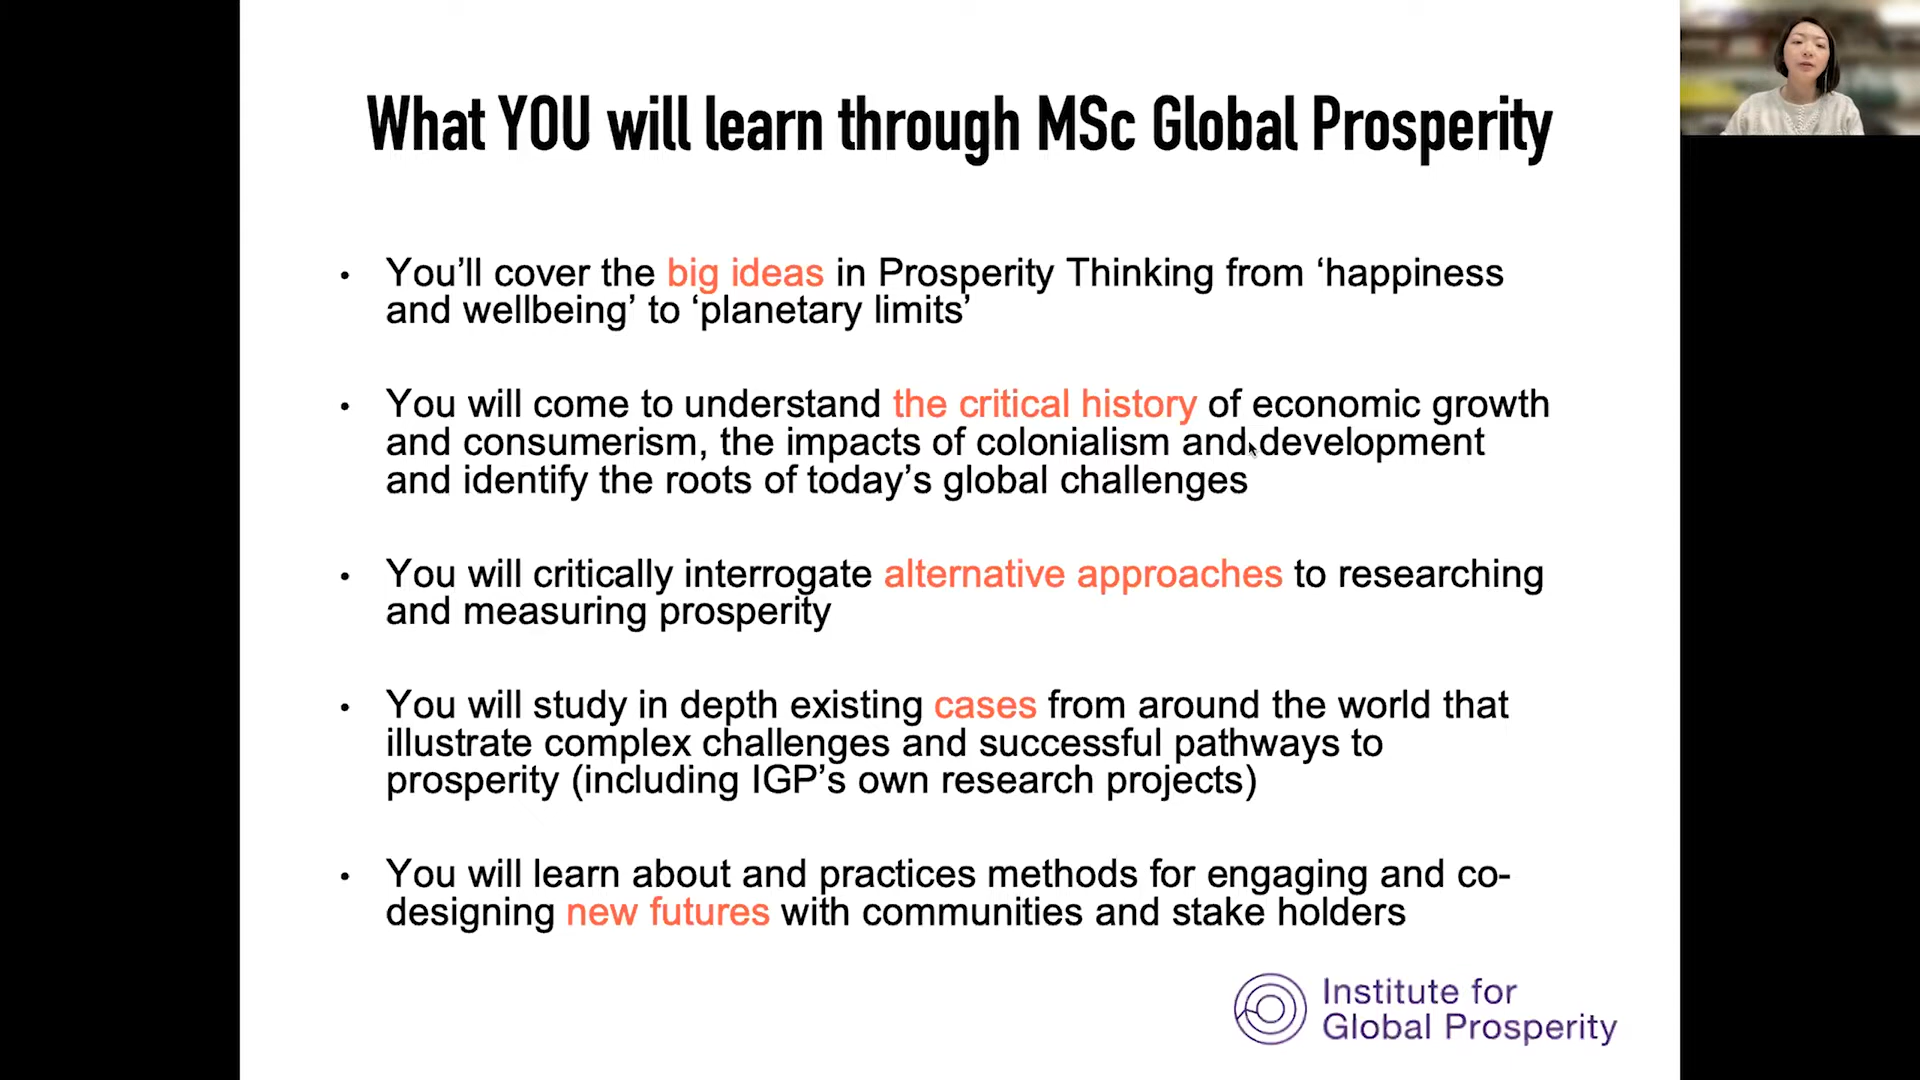 What YOU will learn through MSc Global Prosperity
• You’ll cover the big ideas in Prosperity Thinking from ‘happiness
and wellbeing’ to ‘planetary limits’
• You will come to understand the critical history of economic growth
and consumerism, the impacts of colonialism and development
and identify the roots of today’s global challenges
• You will critically interrogate alternative approaches to researching
and measuring prosperity
• You will study in depth existing cases from around the world that
illustrate complex challenges and successful pathways to
prosperity (including IGP’s own research projects)
• You will learn about and practices methods for engaging and co-
designing new futures with communities and stake holders
Institute for
Global Prosperity